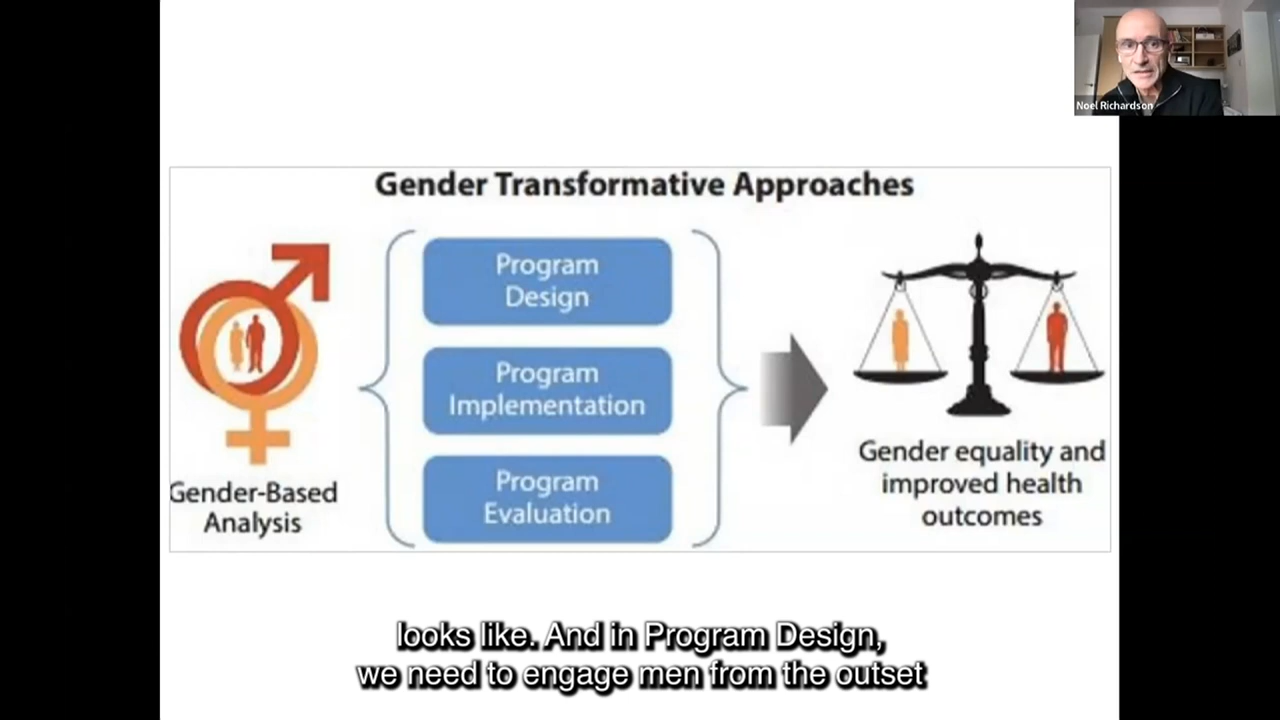 Noel Richardson
Gender Transformative Approaches
Gender-Based
Analysis
Program
Design
Program
Implementation
Program
Evaluation
Gender equality and
improved health
outcomes
looks like. And in Program Design,
we need to engage men from the outset